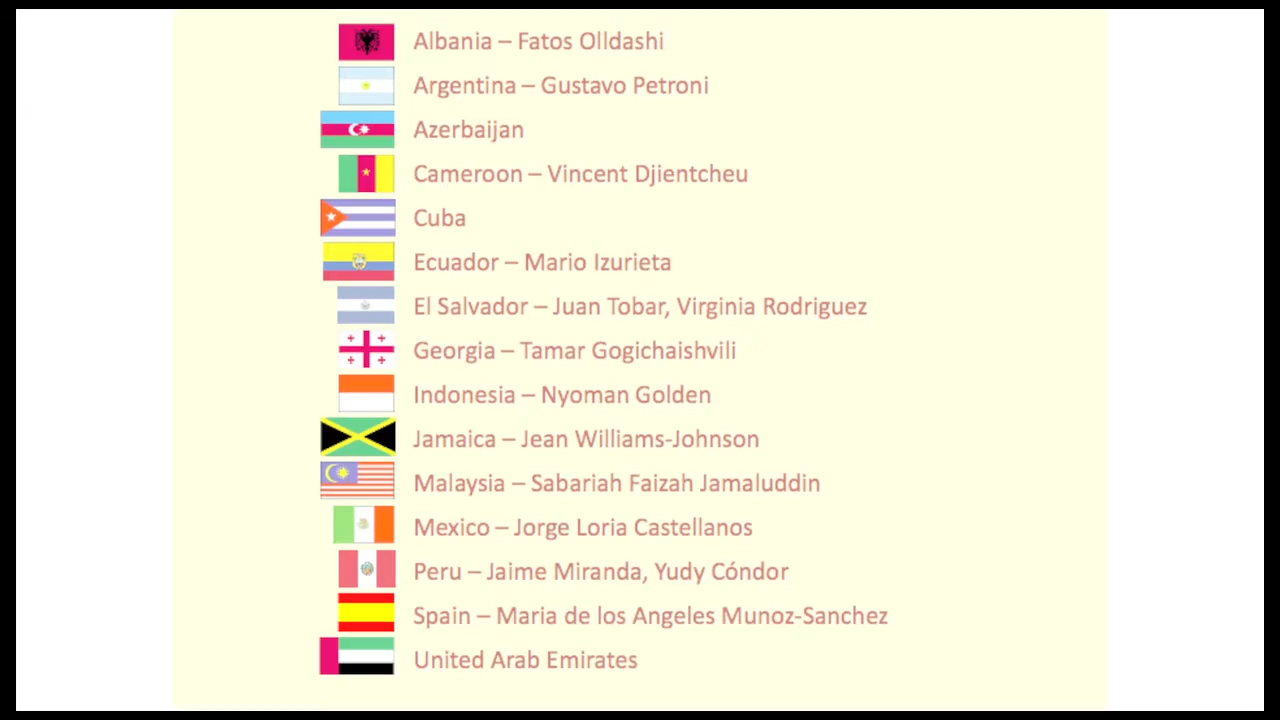 Albania – Fatos Olldashi
Argentina – Gustavo Petroni
Azerbaijan
Cameroon – Vincent Djientcheu
Cuba
Ecuador – Mario Izurieta
El Salvador – Juan Tobar, Virginia Rodriguez
Georgia – Tamar Gogichaishvili
Indonesia – Nyoman Golden
Jamaica – Jean Williams-Johnson
Malaysia – Sabariah Faizah Jamaluddin
Mexico – Jorge Loria Castellanos
Peru – Jaime Miranda, Yudy Cóndor
Spain – Maria de los Angeles Munoz-Sanchez
United Arab Emirates